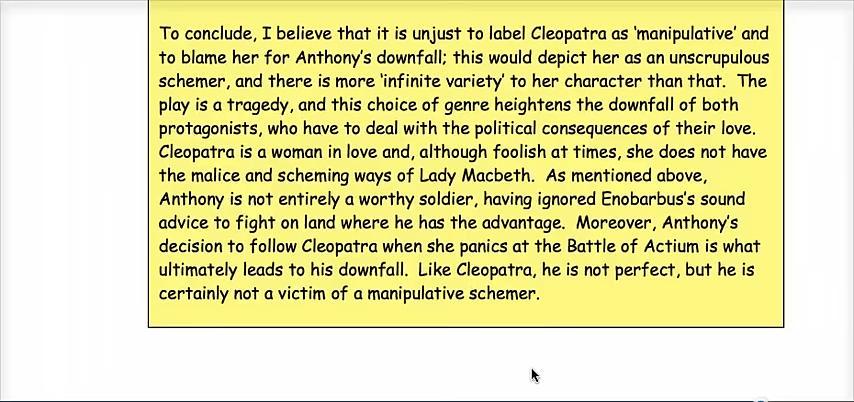 To conclude, I believe that it is unjust to label Cleopatra as 'manipulative' and
to blame her for Anthony's downfall; this would depict her as an unscrupulous
schemer, and there is more 'infinite variety' to her character than that.  The
play is a tragedy, and this choice of genre heightens the downfall of both
protagonists, who have to deal with the political consequences of their love.
Cleopatra is a woman in love and, although foolish at times, she does not have
the malice and scheming ways of Lady Macbeth.  As mentioned above,
Anthony is not entirely a worthy soldier, having ignored Enobarbus's sound
advice to fight on land where he has the advantage.  Moreover, Anthony's
decision to follow Cleopatra when she panics at the Battle of Actium is what
ultimately leads to his downfall.  Like Cleopatra, he is not perfect, but he is
certainly not a victim of a manipulative schemer.